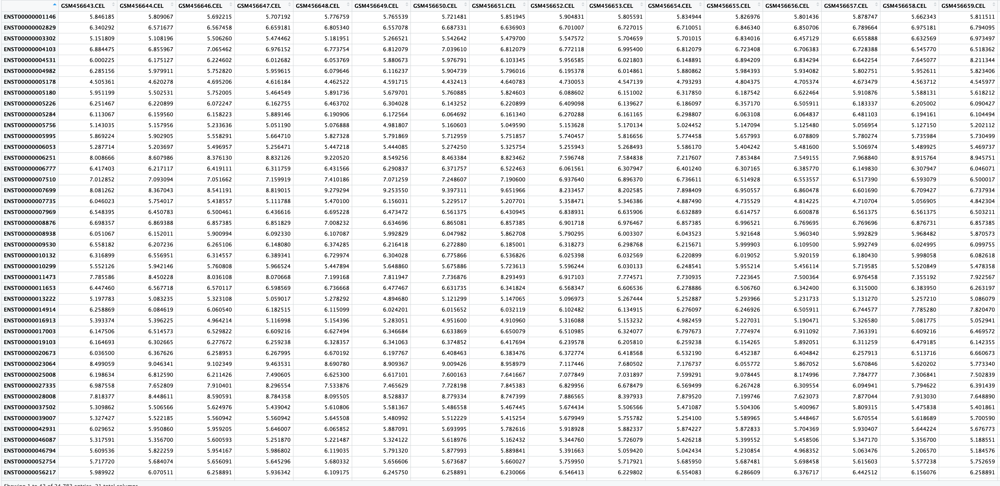 GSM456643.CEL GSM456644.CEL GSM456646.CEL GSM456647.CEL GSM456648.CEL GSM456649.CEL GSM456650.CEL GSM456651.CEL GSM456652.CEL GSM456653.CEL GSM456654.CEL GSM456655.CEL GSM456656.CEL GSM456657.CEL GSM456658.CEL GSM456659.CEL
ENST00000001146 5.846185 5.809067 5.692215 5.707192 5.776759 5.765539 5.721481 5.851945 5.904831 5.805591 5.834944 5.826976 5.801436 5.878747 5.662343 5.811511
ENST00000002829 6.340292 6.571677 6.567458 6.659181 6.805340 6.557078 6.687331 6.636903 6.701007 6.727015 6.710051 6.846340 6.850706 6.789664 6.975181 6.794095
ENST00000003302 5.151809 5.108196 5.506260 5.474462 5.181951 5.266521 5.542642 5.479700 5.547572 5.704659 5.701015 6.834016 6.457129 6.655888 6.632569 6.973497
ENST00000004103 6.884475 6.855967 7.065462 6.976152 6.773754 6.812079 7.039610 6.812079 6.772118 6.995400 6.812079 6.723408 6.706383 6.728388 6.545770 6.518362
ENST00000004531 6.000225 6.175127 6.224602 6.012682 6.053769 5.880673 5.976791 6.103345 5.956585 6.021803 6.148891 6.894209 6.834294 6.642254 7.645077 8.211344
ENST00000004982 6.285156 5.979911 5.752820 5.959615 6.079646 6.116237 5.904739 5.796016 6.195378 6.014861 5.880862 5.984393 5.934082 5.802751 5.952611 5.823406
ENST00000005178 4.505361 4.620278 4.695206 4.616184 4.462522 4.591715 4.432413 4.640783 4.730053 4.547139 4.793293 4.804375 4.705374 4.673479 4.563712 4.545977
ENST00000005180 5.951199 5.502531 5.752005 5.464549 5.891736 5.679701 5.760885 5.824603 6.088602 6.151002 6.317850 6.187542 6.622464 5.910876 5.588131 5.618212
ENST00000005226 6.251467 6.220899 6.072247 6.162755 6.463702 6.304028 6.143252 6.220899 6.409098 6.139627 6.186097 6.357170 6.505911 6.183337 6.205002 6.090427
ENST00000005284 6.113067 6.159560 6.158223 5.889146 6.190906 6.172564 6.064692 6.161340 6.270288 6.161165 6.298807 6.063108 6.064837 6.481103 6.194161 6.104494
ENST00000005756 5.143035 5.157956 5.233636 5.051190 5.076888 4.981807 5.160603 5.049590 5.153628 5.170134 5.024452 5.147094 5.125480 5.056954 5.127150 5.202112
ENST00000005995 5.869224 5.902905 5.558291 5.664710 5.827328 5.791869 5.712959 5.751857 5.740457 5.816656 5.774458 5.657993 6.078809 5.780274 5.735984 5.730499
ENST00000006053 5.287714 5.203697 5.496957 5.256471 5.447218 5.444085 5.274250 5.325754 5.255943 5.268493 5.586170 5.404242 5.481600 5.506974 5.489925 5.469737
ENST00000006251 8.008666 8.607986 8.376130 8.832126 9.220520 8.549256 8.463384 8.823462 7.596748 7.584838 7.217607 7.853484 7.549155 7.968840 8.915764 8.945751
ENST00000006777 6.417403 6.217117 6.419111 6.311759 6.431566 6.290837 6.371757 6.522463 6.061561 6.307947 6.401240 6.307165 6.385770 6.149830 6.307947 6.046071
ENST00000007510 7.012852 7.093094 7.051662 7.159919 7.410186 7.071259 7.248607 7.190600 6.937640 6.896370 6.736611 6.514928 6.553557 6.517390 6.593079 6.500017
ENST00000007699 8.081262 8.367043 8.541191 8.819015 9.279294 9.253550 9.397311 9.651966 8.233457 8.202585 7.898409 6.950557 6.860478 6.601690 6.709427 6.737934
ENST00000007735 6.046023 5.754017 5.438557 5.111788 5.470100 6.156031 5.229517 5.207701 5.358471 5.346386 4.887490 4.735529 4.814225 4.710704 5.056905 4.842304
ENST00000007969 6.548395 6.450783 6.500461 6.436616 6.695228 6.473472 6.561375 6.430945 6.838931 6.635906 6.632889 6.614757 6.600878 6.561375 6.561375 6.503211
ENST00000008876 6.698357 6.869388 6.857385 6.851829 7.008232 6.634696 6.865081 6.857385 6.901718 6.976467 6.857385 6.996521 6.769695 6.769696 6.876731 6.857385
ENST00000008938 6.051067 6.152011 5.900994 6.092330 6.107087 5.992829 6.047982 5.862708 5.790295 6.003307 6.043523 5.921648 5.960340 5.992829 5.968482 5.870573
ENST00000009530 6.558182 6.207236 6.265106 6.148080 6.374285 6.216418 6.272880 6.185001 6.318273 6.298768 6.215671 5.999903 6.109500 5.992749 6.024995 6.099755
ENST00000010132 6.316899 6.556951 6.314557 6.389341 6.729974 6.304028 6.775866 6.536826 6.025398 6.032569 6.220899 6.019052 5.920159 6.180430 5.998058 6.082618
ENST00000010299 5.552126 5.942146 5.760808 5.966524 5.447894 5.648860 5.675886 5.723613 5.596244 6.030133 6.248541 5.955214 5.456114 5.719585 5.520849 5.478358
ENST00000011473 7.785586 8.450228 8.036108 8.070668 7.199168 7.811947 7.736876 8.293493 6.917103 7.774571 7.730935 7.223645 7.500364 6.976458 7.355192 7.922567
ENST00000011653 6.447460 6.567718 6.570117 6.598569 6.736668 6.477467 6.631735 6.341824 6.568347 6.606536 6.278886 6.506760 6.342400 6.315000 6.383950 6.263197
ENST00000013222 5.197783 5.083235 5.323108 5.059017 5.278292 4.894680 5.121299 5.147065 5.096973 5.267444 5.252887 5.293966 5.231733 5.131270 5.257210 5.086079
ENST00000014914 6.258869 6.084619 6.060540 6.182515 6.115099 6.024201 6.015652 6.032119 6.102482 6.134915 6.276097 6.246926 6.505911 6.744577 7.785280 7.820470
ENST00000016913 5.393374 5.396225 4.964214 5.116998 5.154396 5.283051 4.951600 4.910960 5.316088 5.153232 4.982459 5.227031 5.190471 5.326580 5.081775 5.052941
ENST00000017003 6.147506 6.514573 6.529822 6.609216 6.627494 6.346684 6.633869 6.650079 6.510985 6.324077 6.797673 7.774974 6.911092 7.363391 6.609216 6.469572
ENST00000019103 6.164693 6.302665 6.277672 6.259238 6.328357 6.341063 6.374852 6.417694 6.239578 6.205810 6.259238 6.154265 5.892051 6.311259 6.479185 6.142355
ENST00000020673 6.036500 6.367626 6.258953 6.267995 6.670192 6.197767 6.408463 6.383476 6.372774 6.418568 6.532190 6.452387 6.404842 6.257913 6.513716 6.660673
ENST00000023064 8.499059 9.046341 9.102349 9.463531 8.690780 8.909367 9.009426 8.958979 7.117446 7.680502 7.176737 6.055772 5.867052 5.670846 5.620202 5.773340
ENST00000025008 6.198634 6.812590 6.211426 7.490605 6.625300 6.617101 7.600163 7.641667 7.077849 7.031897 7.599291 9.078445 8.174996 7.784777 7.306841 7.502839
ENST00000027335 6.987558 7.652809 7.910401 8.296554 7.533876 7.465629 7.728198 7.845383 6.829956 6.678479 6.569499 6.267428 6.309554 6.094941 5.794622 6.391439
ENST00000028008 7.818377 8.448611 8.590591 8.784358 8.095505 8.528837 8.779334 8.747399 7.886565 8.397933 7.879520 7.199746 7.623073 7.877044 7.913030 7.648890
ENST00000037502 5.309862 5.506566 5.624976 5.439042 5.610806 5.581367 5.486558 5.467445 5.674434 5.506566 5.471087 5.504306 5.400967 5.809315 5.475838 5.401861
ENST00000039007 5.327427 5.522185 5.560942 5.560942 5.645508 5.480992 5.512229 5.415254 5.679949 5.755782 5.254100 5.589965 5.448467 5.670554 5.618689 5.700590
ENST00000042931 6.029652 5.950860 5.959205 5.646007 6.065852 5.887091 5.693995 5.782616 5.918928 5.882337 5.874227 5.872833 5.704369 5.930407 5.644224 5.676773
ENST00000046087 5.317591 5.356700 5.600593 5.251870 5.221487 5.324122 5.618976 5.162432 5.344760 5.726079 5.426218 5.399552 5.458506 5.347170 5.356700 5.188551
ENST00000046794 5.609536 5.822259 5.954167 5.986802 6.119035 5.791320 5.877993 5.889841 5.391663 5.059420 5.042434 5.230854 4.968352 5.063476 5.206570 5.184576
ENST00000052754 5.717720 5.684074 5.656091 5.645296 5.680332 5.656606 5.673687 5.660027 5.759950 5.717921 5.685950 5.687481 5.698458 5.615603 5.577238 5.752659
ENST00000056217 5.989922 6.070511 6.258891 5.936342 6.109175 6.245750 6.258891 6.230066 6.546413 6.229802 6.554083 6.286609 6.376717 6.442512 6.156076 6.258891
Showing 1 to 43 of 24,783 entries, 21 total columns